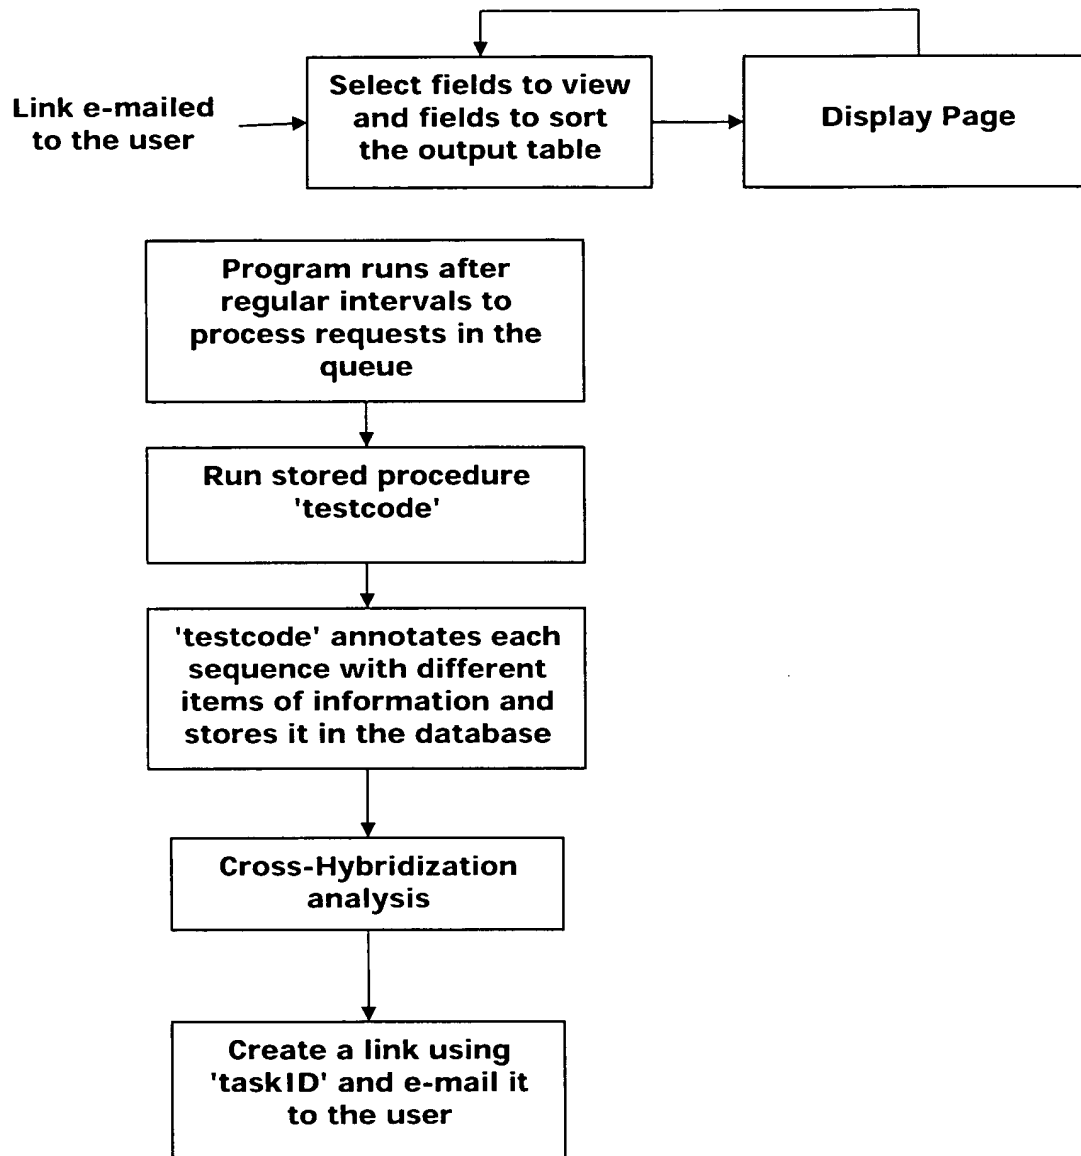 Link e-mailed
to the user
Select fields to view
and fields to sort
the output table
Display Page
Program runs after
regular intervals to
process requests in the
queue
Run stored procedure
'testcode'
'testcode' annotates each
sequence with different
items of information and
stores it in the database
Cross-Hybridization
analysis
Create a link using
'taskID' and e-mail it
to the user